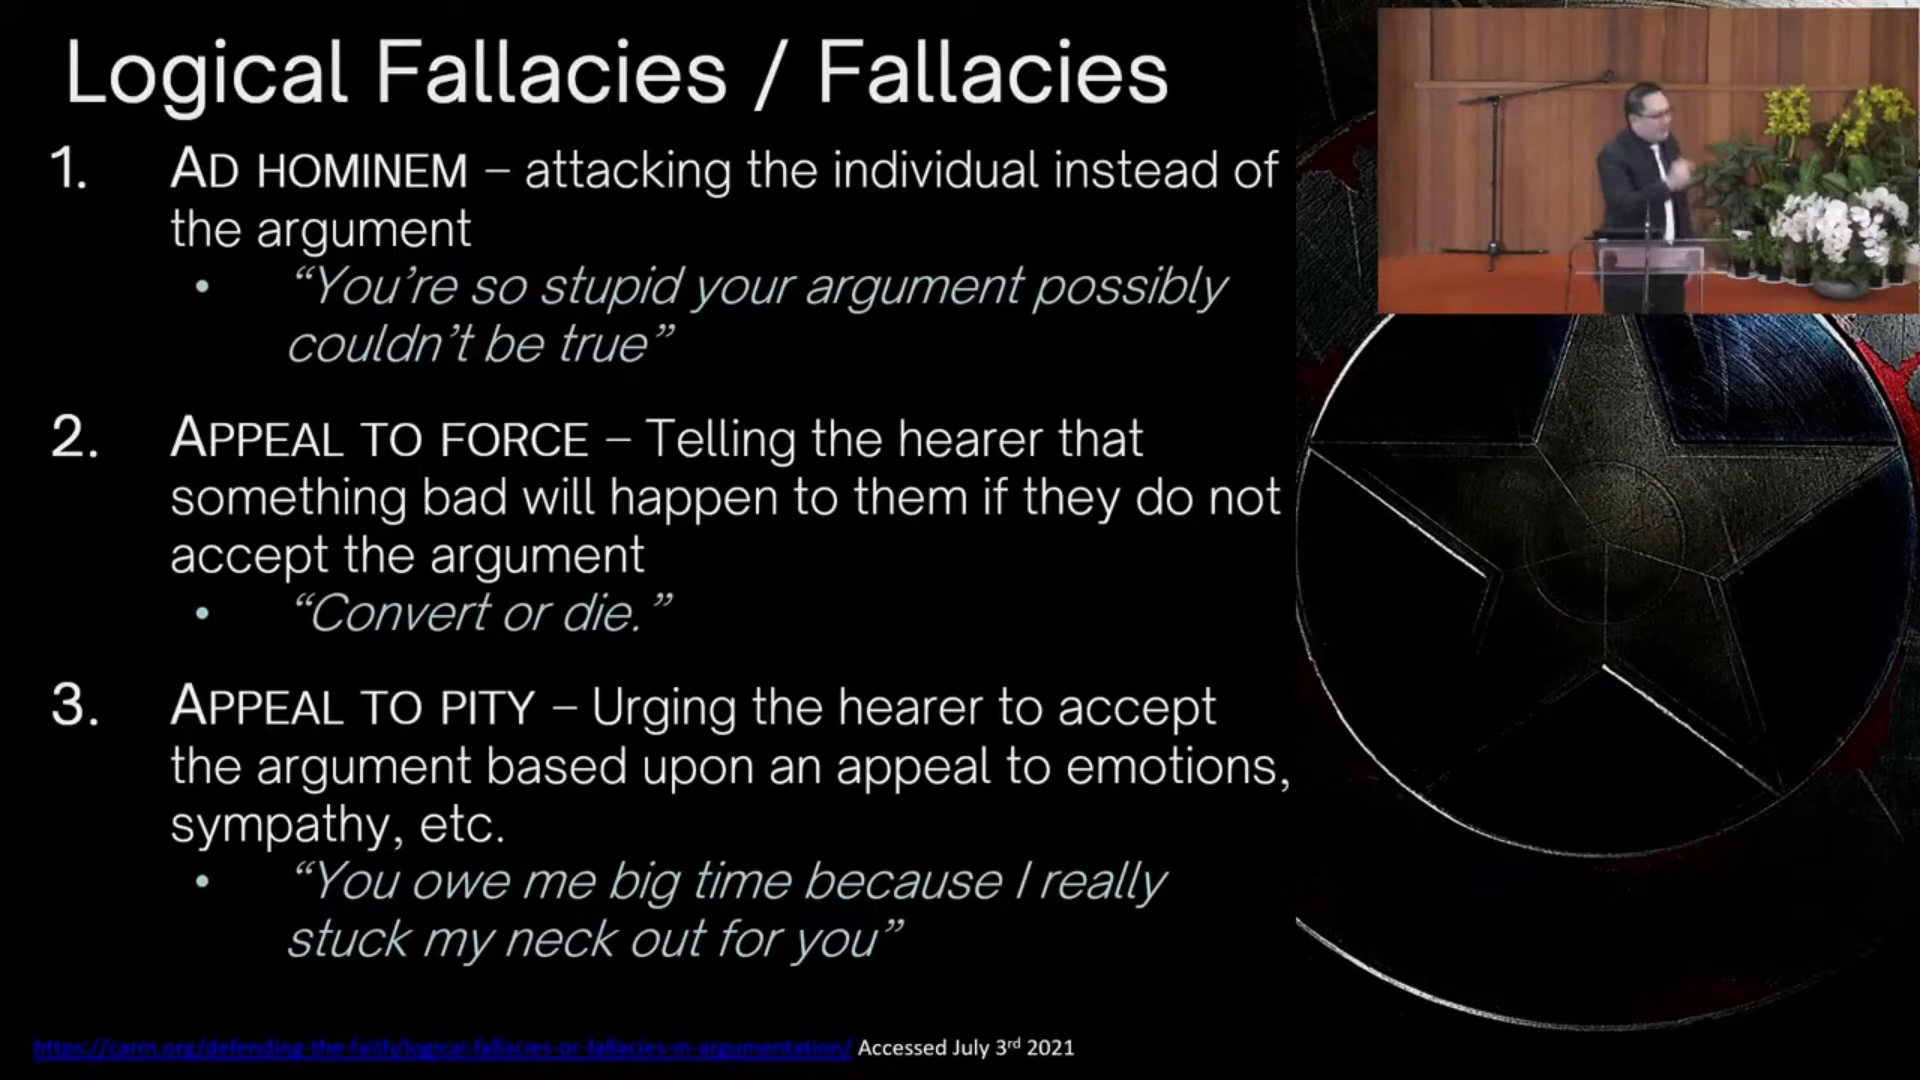 Logical Fallacies / Fallacies
1. AD HOMINEM – attacking the individual instead of
the argument
• “You’re so stupid your argument possibly
couldn’t be true”
2. APPEAL TO FORCE – Telling the hearer that
something bad will happen to them if they do not
accept the argument
• “Convert or die.”
3. APPEAL TO PITY – Urging the hearer to accept
the argument based upon an appeal to emotions,
sympathy, etc.
• “You owe me big time because I really
stuck my neck out for you”
https://carm.org/defending-the-faith/logical-fallacies-or-fallacies-in-argumentation/ Accessed July 3rd 2021